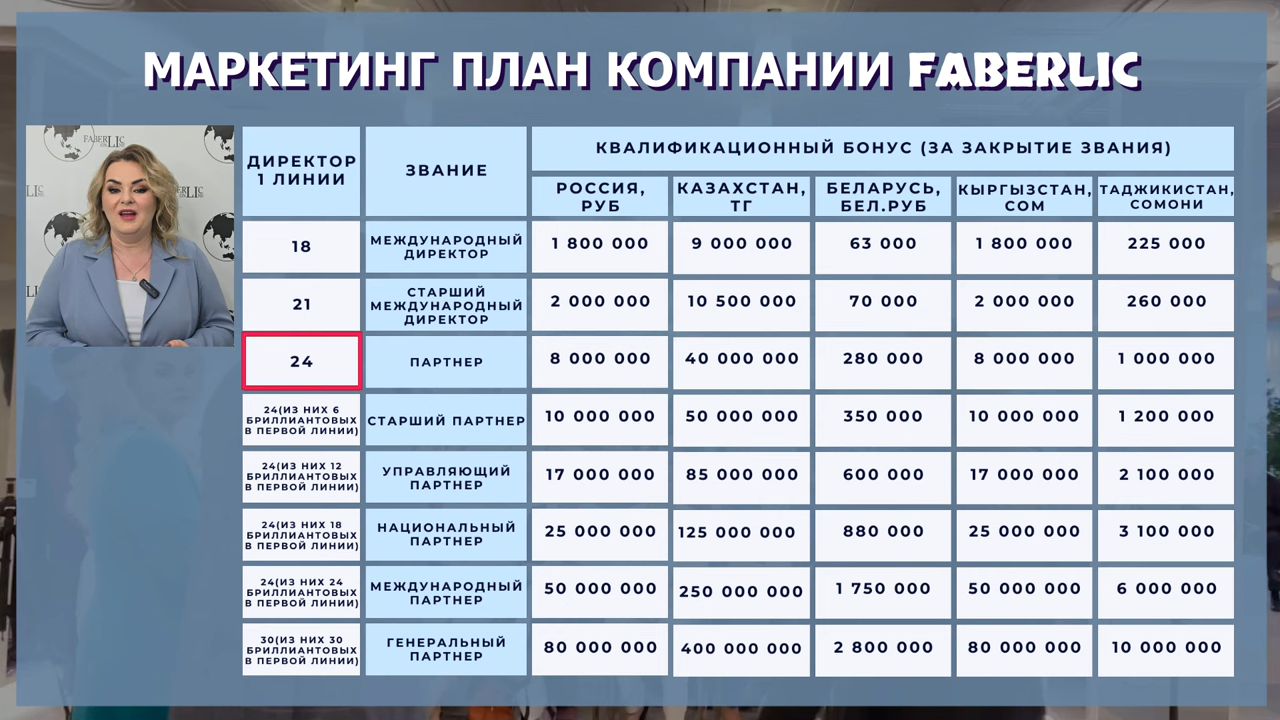 МАРКЕТИНГ ПЛАН КОМПАНИИ FABERLIC
FABERLIC
ДИРЕКТОР
1 ЛИНИИ
ЗВАНИЕ
КВАЛИФИКАЦИОННЫЙ БОНУС (ЗА ЗАКРЫТИЕ ЗВАНИЯ)
РОССИЯ,
РУБ
КАЗАХСТАН,
ТГ
БЕЛАРУСЬ,
БЕЛ.РУБ
КЫРГЫЗСТАН,
СОМ
ТАДЖИКИСТАН,
СОМОНИ
18
МЕЖДУНАРОДНЫЙ
ДИРЕКТОР
1 800 000
9 000 000
63 000
1 800 000
225 000
21
СТАРШИЙ
МЕЖДУНАРОДНЫЙ
ДИРЕКТОР
2 000 000
10 500 000
70 000
2 000 000
260 000
24
ПАРТНЕР
8 000 000
40 000 000
280 000
8 000 000
1 000 000
24(ИЗ НИХ 6
БРИЛЛИАНТОВЫХ
В ПЕРВОЙ ЛИНИИ)
СТАРШИЙ ПАРТНЕР
10 000 000
50 000 000
350 000
10 000 000
1 200 000
24(ИЗ НИХ 12
БРИЛЛИАНТОВЫХ
В ПЕРВОЙ ЛИНИИ)
УПРАВЛЯЮЩИЙ
ПАРТНЕР
17 000 000
85 000 000
600 000
17 000 000
2 100 000
24(ИЗ НИХ 18
БРИЛЛИАНТОВЫХ
В ПЕРВОЙ ЛИНИИ)
НАЦИОНАЛЬНЫЙ
ПАРТНЕР
25 000 000
125 000 000
880 000
25 000 000
3 100 000
24(ИЗ НИХ 24
БРИЛЛИАНТОВЫХ
В ПЕРВОЙ ЛИНИИ)
МЕЖДУНАРОДНЫЙ
ПАРТНЕР
50 000 000
250 000 000
1 750 000
50 000 000
6 000 000
30(ИЗ НИХ 30
БРИЛЛИАНТОВЫХ
В ПЕРВОЙ ЛИНИИ)
ГЕНЕРАЛЬНЫЙ
ПАРТНЕР
80 000 000
400 000 000
2 800 000
80 000 000
10 000 000